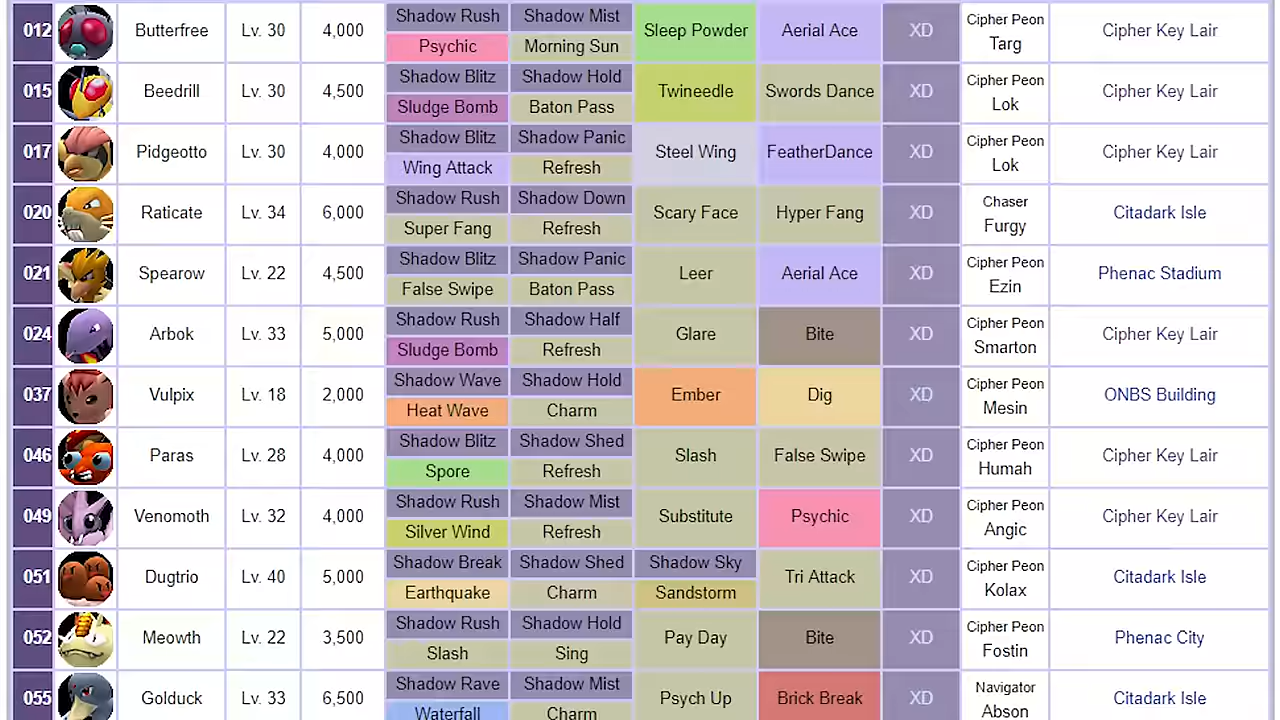 012 Butterfree Lv. 30 4,000 Shadow Rush Shadow Mist Psychic Morning Sun Sleep Powder Aerial Ace XD Cipher Peon Targ Cipher Key Lair
015 Beedrill Lv. 30 4,500 Shadow Blitz Shadow Hold Sludge Bomb Baton Pass Twineedle Swords Dance XD Cipher Peon Lok Cipher Key Lair
017 Pidgeotto Lv. 30 4,000 Shadow Blitz Shadow Panic Wing Attack Refresh Steel Wing FeatherDance XD Cipher Peon Lok Cipher Key Lair
020 Raticate Lv. 34 6,000 Shadow Rush Shadow Down Super Fang Refresh Scary Face Hyper Fang XD Chaser Furgy Citadark Isle
021 Spearow Lv. 22 4,500 Shadow Blitz Shadow Panic False Swipe Baton Pass Leer Aerial Ace XD Cipher Peon Ezin Phenac Stadium
024 Arbok Lv. 33 5,000 Shadow Rush Shadow Half Sludge Bomb Refresh Glare Bite XD Cipher Peon Smarton Cipher Key Lair
037 Vulpix Lv. 18 2,000 Shadow Wave Shadow Hold Heat Wave Charm Ember Dig XD Cipher Peon Mesin ONBS Building
046 Paras Lv. 28 4,000 Shadow Blitz Shadow Shed Spore Refresh Slash False Swipe XD Cipher Peon Humah Cipher Key Lair
049 Venomoth Lv. 32 4,000 Shadow Rush Shadow Mist Silver Wind Refresh Substitute Psychic XD Cipher Peon Angic Cipher Key Lair
051 Dugtrio Lv. 40 5,000 Shadow Break Shadow Shed Shadow Sky Earthquake Charm Sandstorm Tri Attack XD Cipher Peon Kolax Citadark Isle
052 Meowth Lv. 22 3,500 Shadow Rush Shadow Hold Slash Sing Pay Day Bite XD Cipher Peon Fostin Phenac City
055 Golduck Lv. 33 6,500 Shadow Rave Shadow Mist Waterfall Charm Psych Up Brick Break XD Navigator Abson Citadark Isle